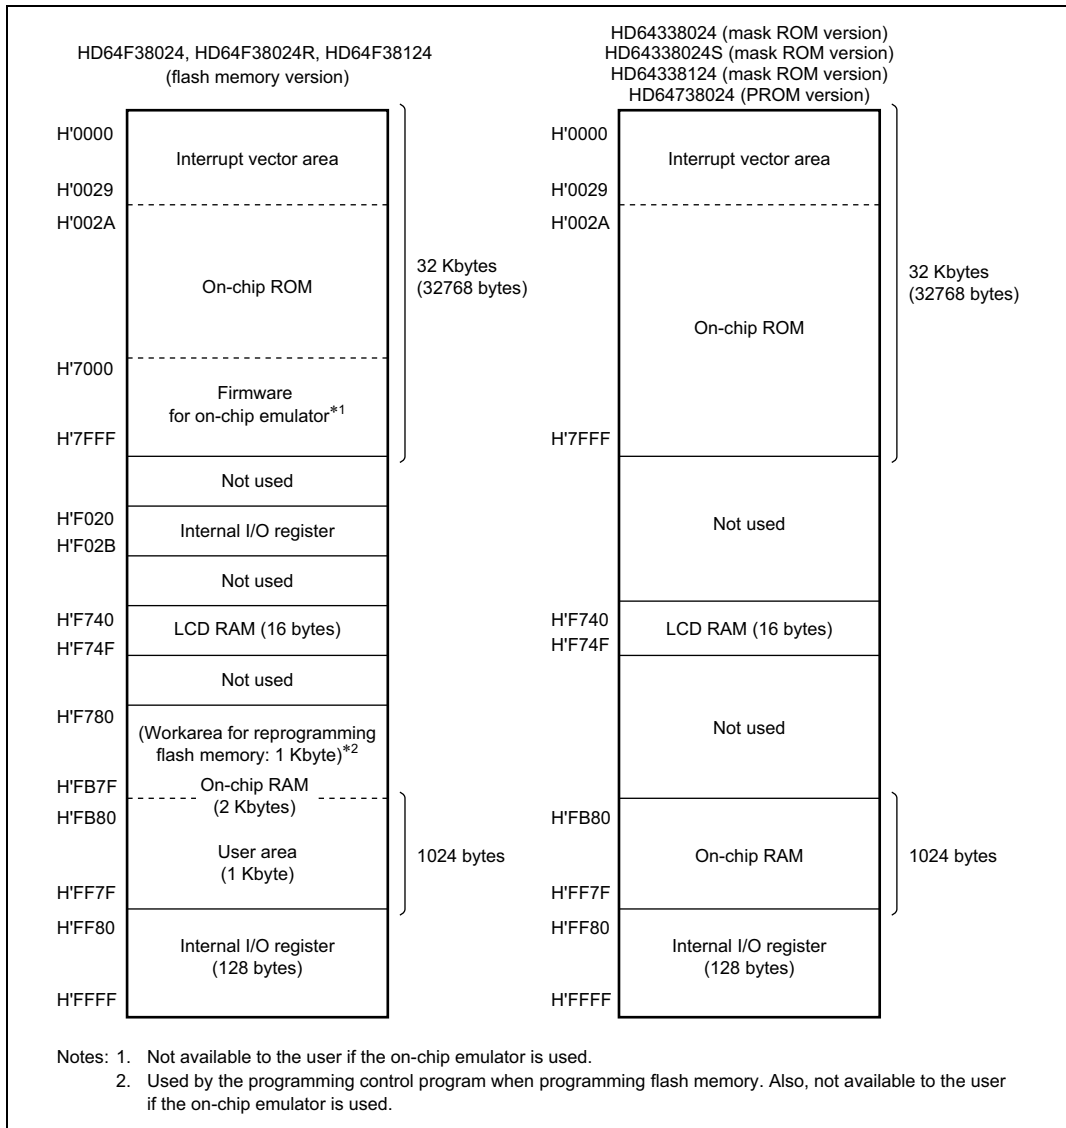 HD64F38024, HD64F38024R, HD64F38124
(flash memory version)
H'0000
Interrupt vector area
H'0029
H'002A
On-chip ROM
32 Kbytes
(32768 bytes)
H'7000
Firmware
for on-chip emulator*1
H'7FFF
Not used
H'F020
Internal I/O register
H'F02B
Not used
H'F740
LCD RAM (16 bytes)
H'F74F
Not used
H'F780
(Workarea for reprogramming
flash memory: 1 Kbyte)*2
H'FB7F
On-chip RAM
(2 Kbytes)
H'FB80
User area
(1 Kbyte)
1024 bytes
H'FF7F
H'FF80
Internal I/O register
(128 bytes)
H'FFFF
HD64338024 (mask ROM version)
HD64338024S (mask ROM version)
HD64338124 (mask ROM version)
HD64738024 (PROM version)
H'0000
Interrupt vector area
H'0029
H'002A
32 Kbytes
(32768 bytes)
On-chip ROM
H'7FFF
Not used
H'F740
LCD RAM (16 bytes)
H'F74F
Not used
H'FB80
On-chip RAM
1024 bytes
H'FF7F
H'FF80
Internal I/O register
(128 bytes)
H'FFFF
Notes: 1. Not available to the user if the on-chip emulator is used.
2. Used by the programming control program when programming flash memory. Also, not available to the user
if the on-chip emulator is used.